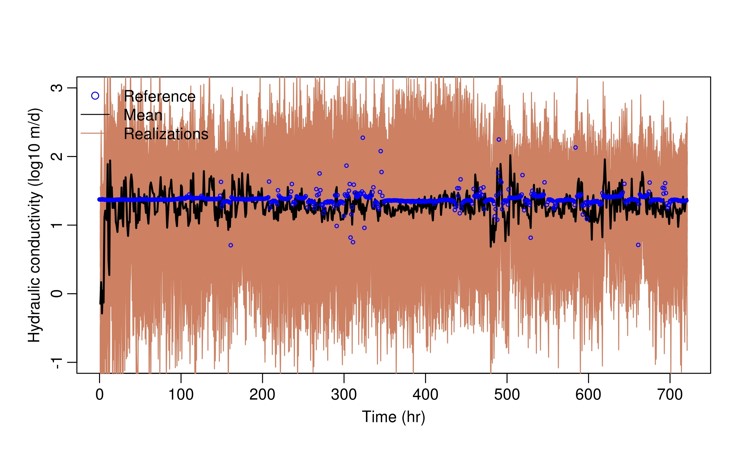 Reference
Mean
Realizations
Hydraulic conductivity (log10 m/d)
3
2
1
0
-1
0 100 200 300 400 500 600 700
Time (hr)